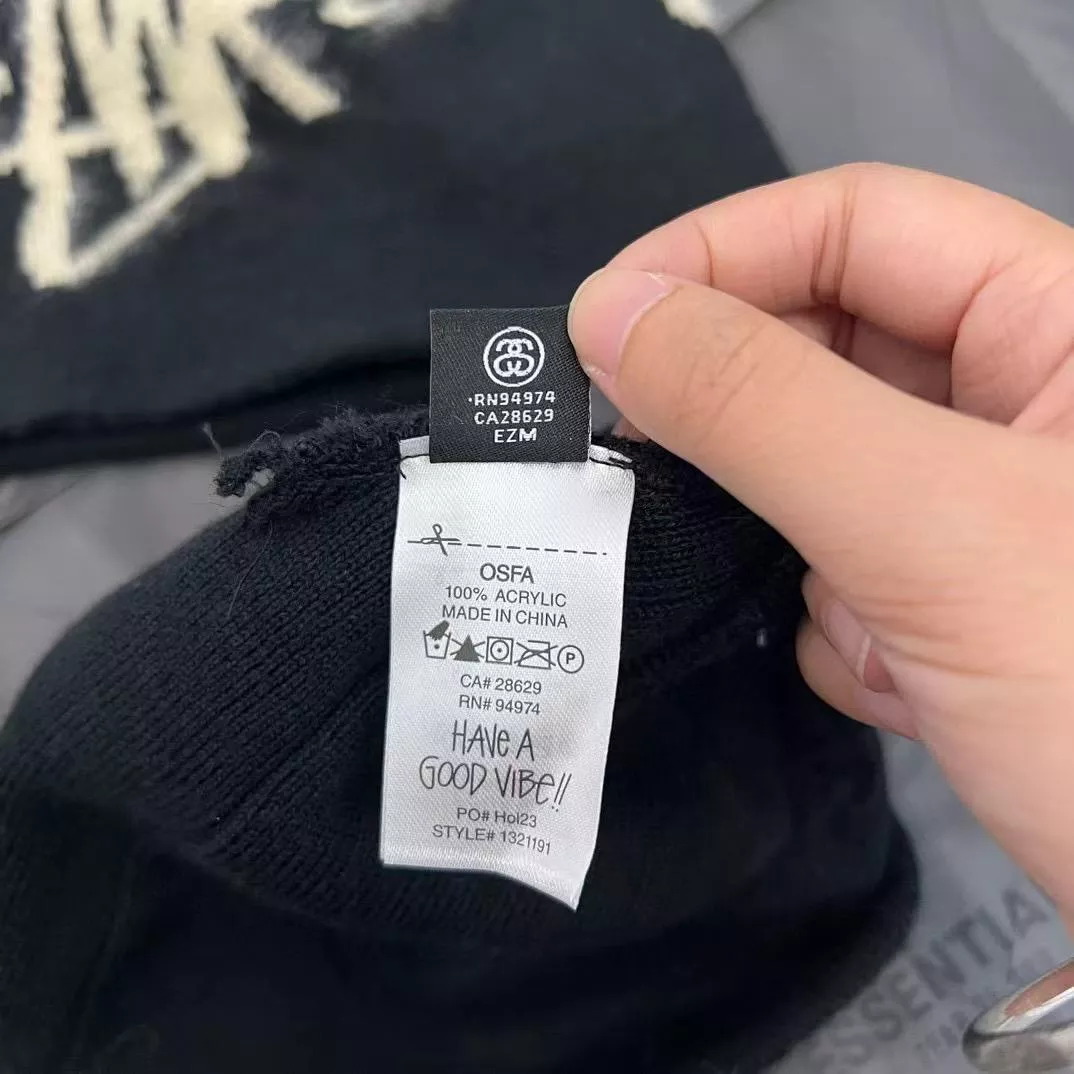 ·RN94974
CA28629
EZM
OSFA
100% ACRYLIC
MADE IN CHINA
P
CA# 28629
RN# 94974
HAVE A
GOOD VIBE!!
PO# Hol23
STYLE# 1321191
ESSENTIA